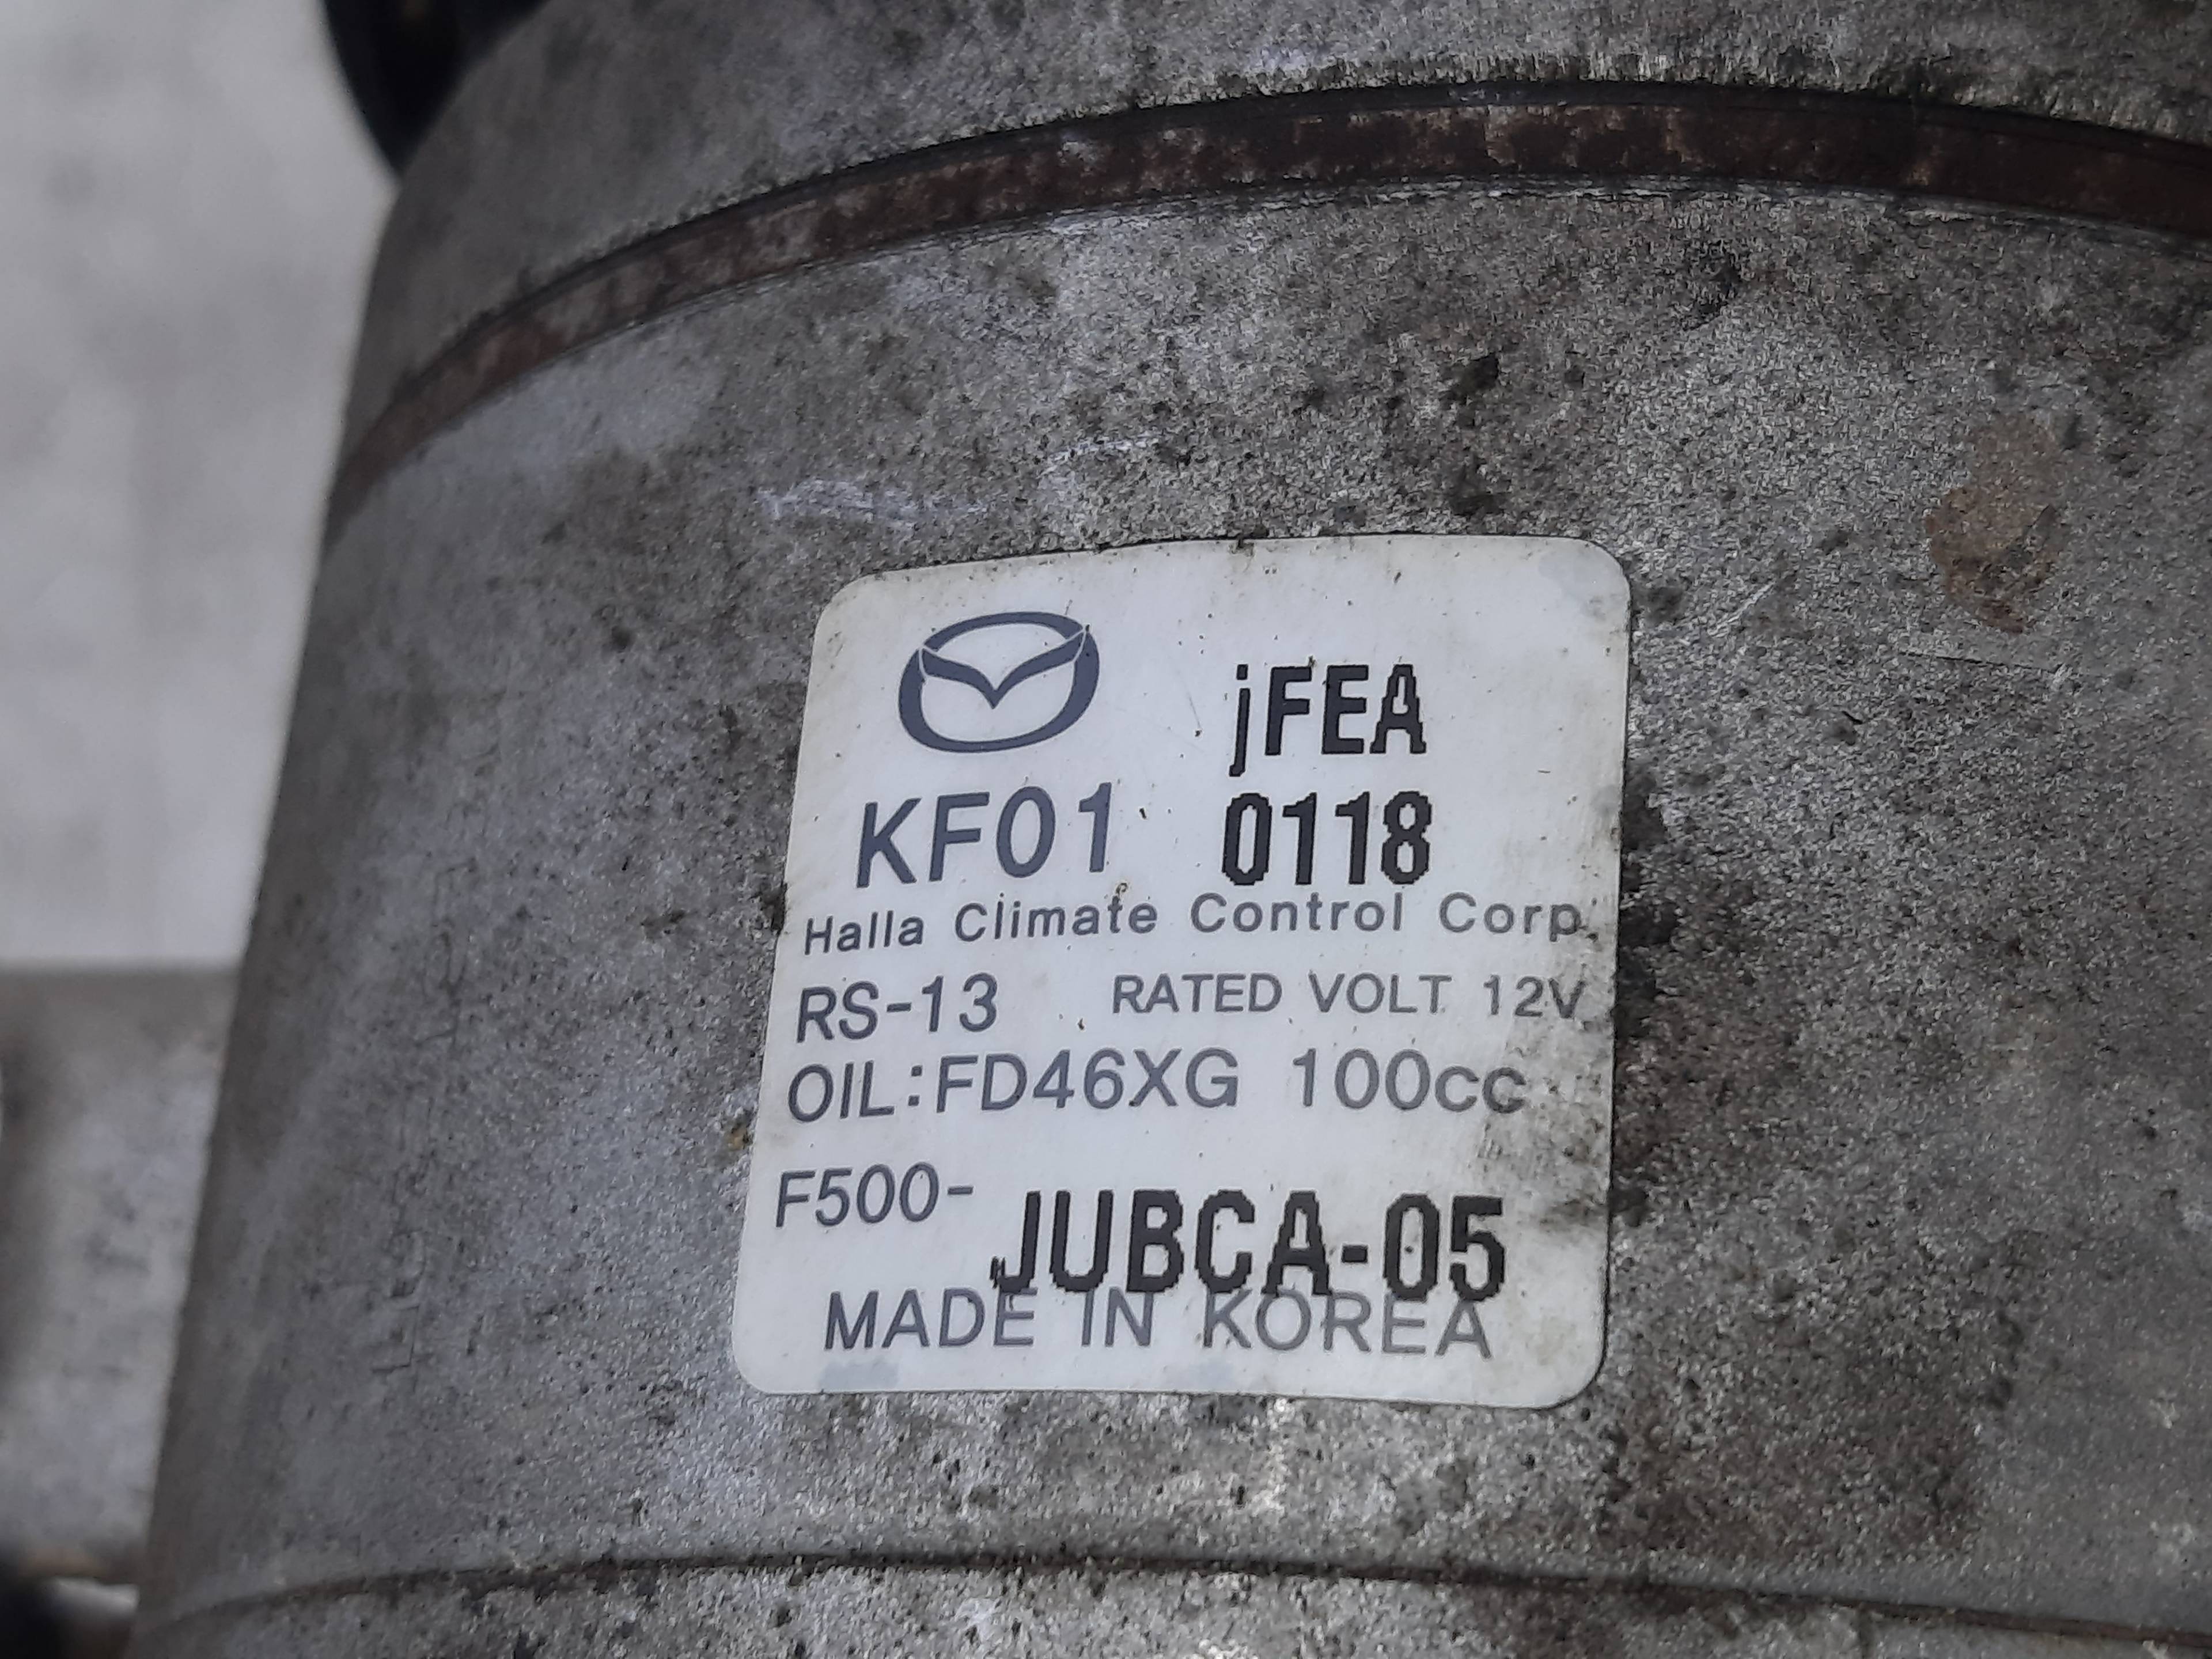 jFEA
KF01 0118
Halla Climate Control Corp.
RS-13 RATED VOLT 12V
OIL:FD46XG 100cc
F500- JUBCA-05
MADE IN KOREA